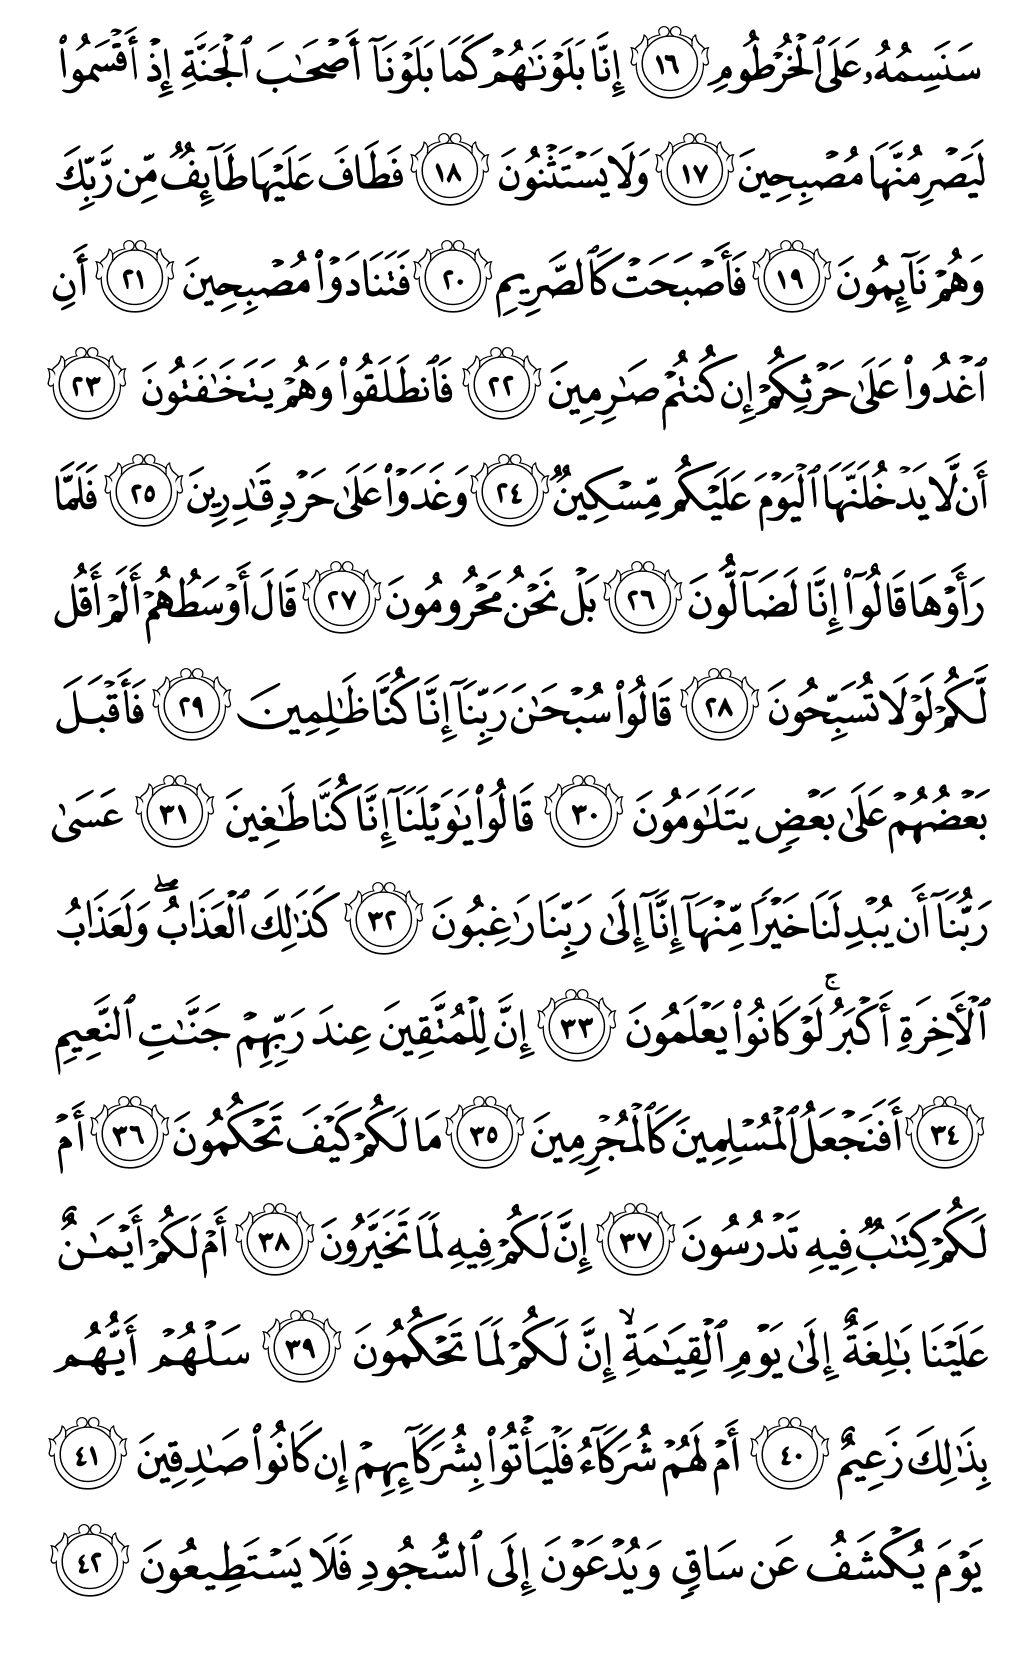 سَنَسِمُهُۥ عَلَى ٱلۡخُرۡطُومِ ١٦ إِنَّا بَلَوۡنَٰهُمۡ كَمَا بَلَوۡنَآ أَصۡحَٰبَ ٱلۡجَنَّةِ إِذۡ أَقۡسَمُواْ
لَيَصۡرِمُنَّهَا مُصۡبِحِينَ ١٧ وَلَا يَسۡتَثۡنُونَ ١٨ فَطَافَ عَلَيۡهَا طَآئِفٞ مِّن رَّبِّكَ
وَهُمۡ نَآئِمُونَ ١٩ فَأَصۡبَحَتۡ كَٱلصَّرِيمِ ٢٠ فَتَنَادَوۡاْ مُصۡبِحِينَ ٢١ أَنِ
ٱغۡدُواْ عَلَىٰ حَرۡثِكُمۡ إِن كُنتُمۡ صَٰرِمِينَ ٢٢ فَٱنطَلَقُواْ وَهُمۡ يَتَخَٰفَتُونَ ٢٣
أَن لَّا يَدۡخُلَنَّهَا ٱلۡيَوۡمَ عَلَيۡكُم مِّسۡكِينٞ ٢٤ وَغَدَوۡاْ عَلَىٰ حَرۡدٖ قَٰدِرِينَ ٢٥ فَلَمَّا
رَأَوۡهَا قَالُوٓاْ إِنَّا لَضَآلُّونَ ٢٦ بَلۡ نَحۡنُ مَحۡرُومُونَ ٢٧ قَالَ أَوۡسَطُهُمۡ أَلَمۡ أَقُل
لَّكُمۡ لَوۡلَا تُسَبِّحُونَ ٢٨ قَالُواْ سُبۡحَٰنَ رَبِّنَآ إِنَّا كُنَّا ظَٰلِمِينَ ٢٩ فَأَقۡبَلَ
بَعۡضُهُمۡ عَلَىٰ بَعۡضٖ يَتَلَٰوَمُونَ ٣٠ قَالُواْ يَٰوَيۡلَنَآ إِنَّا كُنَّا طَٰغِينَ ٣١ عَسَىٰ
رَبُّنَآ أَن يُبۡدِلَنَا خَيۡرٗا مِّنۡهَآ إِنَّآ إِلَىٰ رَبِّنَا رَٰغِبُونَ ٣٢ كَذَٰلِكَ ٱلۡعَذَابُۖ وَلَعَذَابُ
ٱلۡأٓخِرَةِ أَكۡبَرُۚ لَوۡ كَانُواْ يَعۡلَمُونَ ٣٣ إِنَّ لِلۡمُتَّقِينَ عِندَ رَبِّهِمۡ جَنَّٰتِ ٱلنَّعِيمِ
٣٤ أَفَنَجۡعَلُ ٱلۡمُسۡلِمِينَ كَٱلۡمُجۡرِمِينَ ٣٥ مَا لَكُمۡ كَيۡفَ تَحۡكُمُونَ ٣٦ أَمۡ
لَكُمۡ كِتَٰبٞ فِيهِ تَدۡرُسُونَ ٣٧ إِنَّ لَكُمۡ فِيهِ لَمَا تَخَيَّرُونَ ٣٨ أَمۡ لَكُمۡ أَيۡمَٰنٌ
عَلَيۡنَا بَٰلِغَةٌ إِلَىٰ يَوۡمِ ٱلۡقِيَٰمَةِۙ إِنَّ لَكُمۡ لَمَا تَحۡكُمُونَ ٣٩ سَلۡهُمۡ أَيُّهُم
بِذَٰلِكَ زَعِيمٌ ٤٠ أَمۡ لَهُمۡ شُرَكَآءُ فَلۡيَأۡتُواْ بِشُرَكَآئِهِمۡ إِن كَانُواْ صَٰدِقِينَ ٤١
يَوۡمَ يُكۡشَفُ عَن سَاقٖ وَيُدۡعَوۡنَ إِلَى ٱلسُّجُودِ فَلَا يَسۡتَطِيعُونَ ٤٢